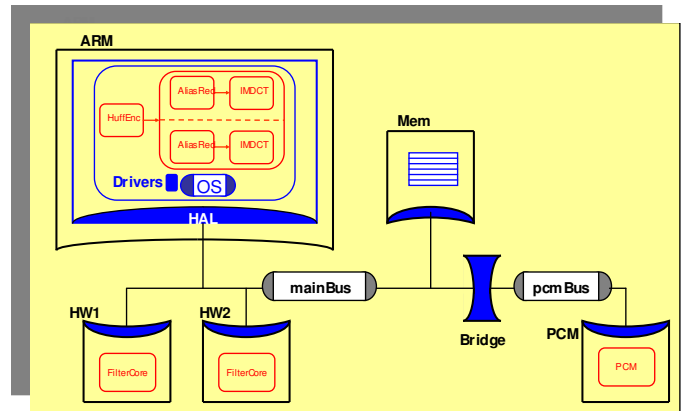 ARM
AliasRed
IMDCT
HuffEnc
AliasRed
IMDCT
Drivers
OS
HAL
Mem
mainBus
pcmBus
Bridge
HW1
HW2
PCM
FilterCore
FilterCore
PCM